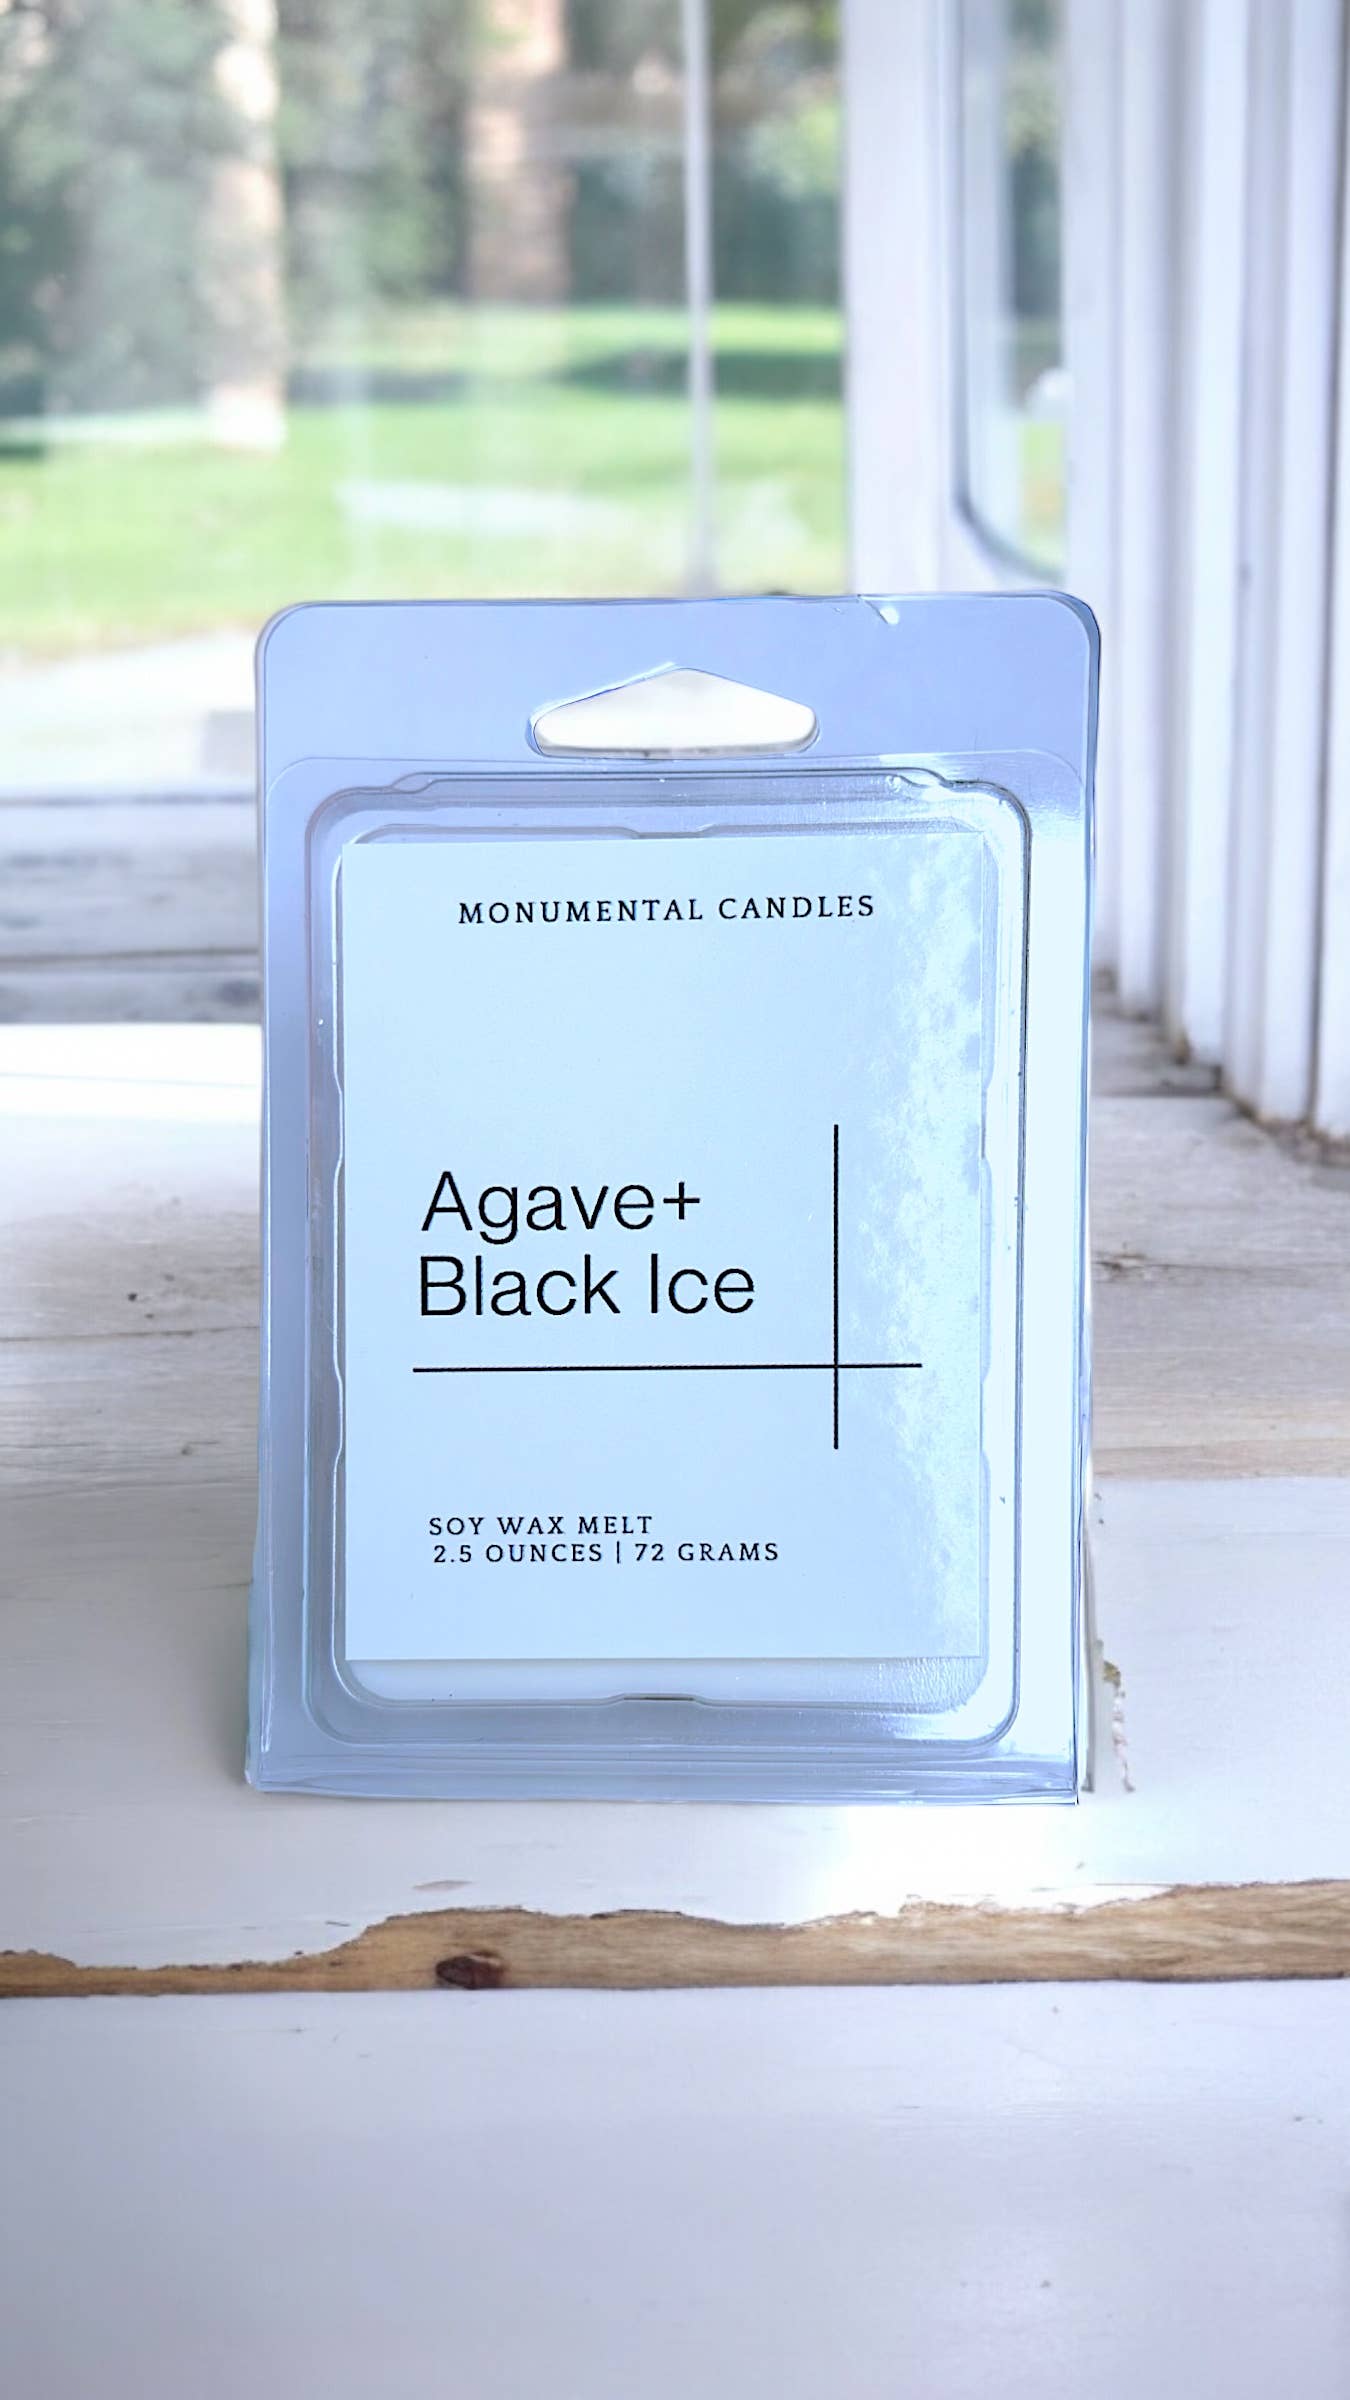 MONUMENTAL CANDLES
Agave+
Black Ice
SOY WAX MELT
2.5 OUNCES | 72 GRAMS